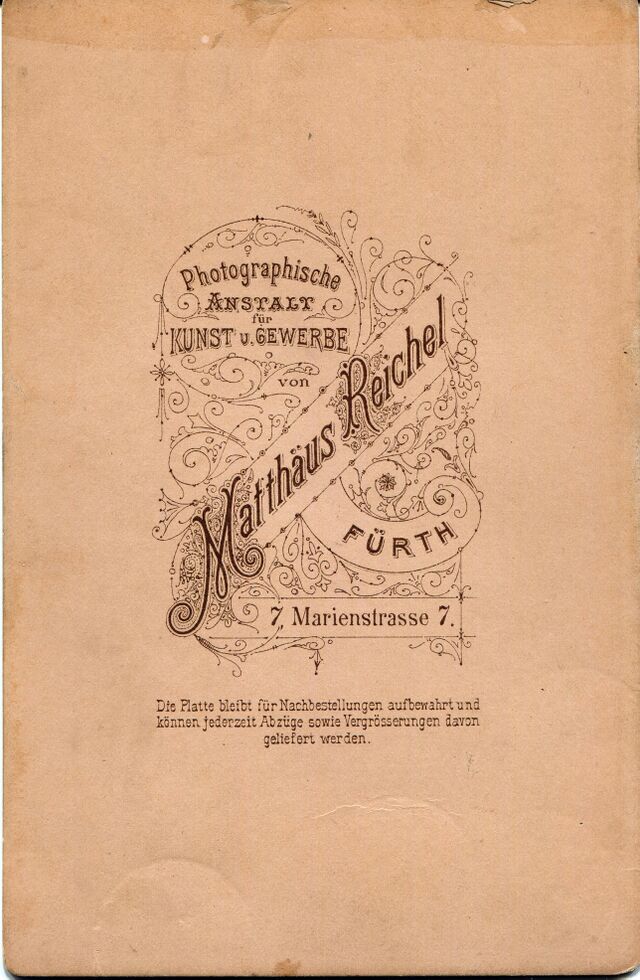 Photographische
ANSTALT
für
KUNST u. GEWERBE
von
Matthäus Reichel
FÜRTH
7, Marienstrasse 7.
Die Platte bleibt für Nachbestellungen aufbewahrt und
können jederzeit Abzüge sowie Vergrösserungen davon
geliefert werden.